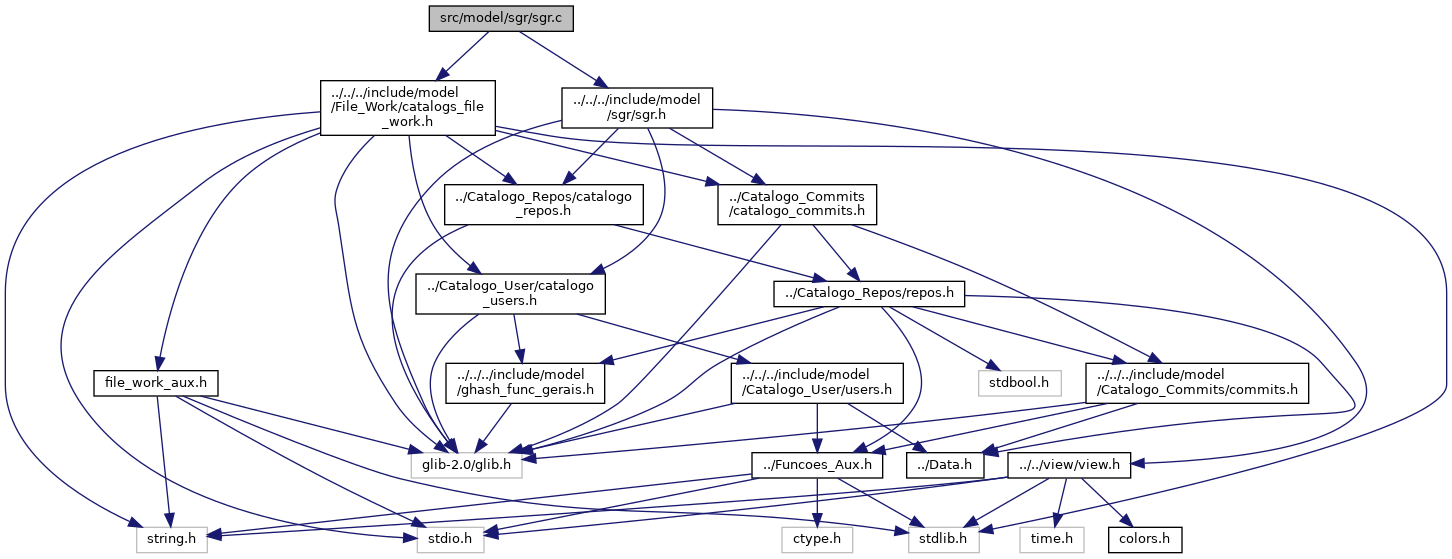 src/model/sgr/sgr.c
../../../include/model
/File_Work/catalogs_file
_work.h
../../../include/model
/sgr/sgr.h
../Catalogo_Repos/catalogo
_repos.h
../Catalogo_Commits
/catalogo_commits.h
../Catalogo_User/catalogo
_users.h
../Catalogo_Repos/repos.h
file_work_aux.h
../../../include/model
/ghash_func_gerais.h
../../../include/model
/Catalogo_User/users.h
stdbool.h
../../../include/model
/Catalogo_Commits/commits.h
glib-2.0/glib.h
../Funcoes_Aux.h
../Data.h
../../view/view.h
string.h
stdio.h
ctype.h
stdlib.h
time.h
colors.h